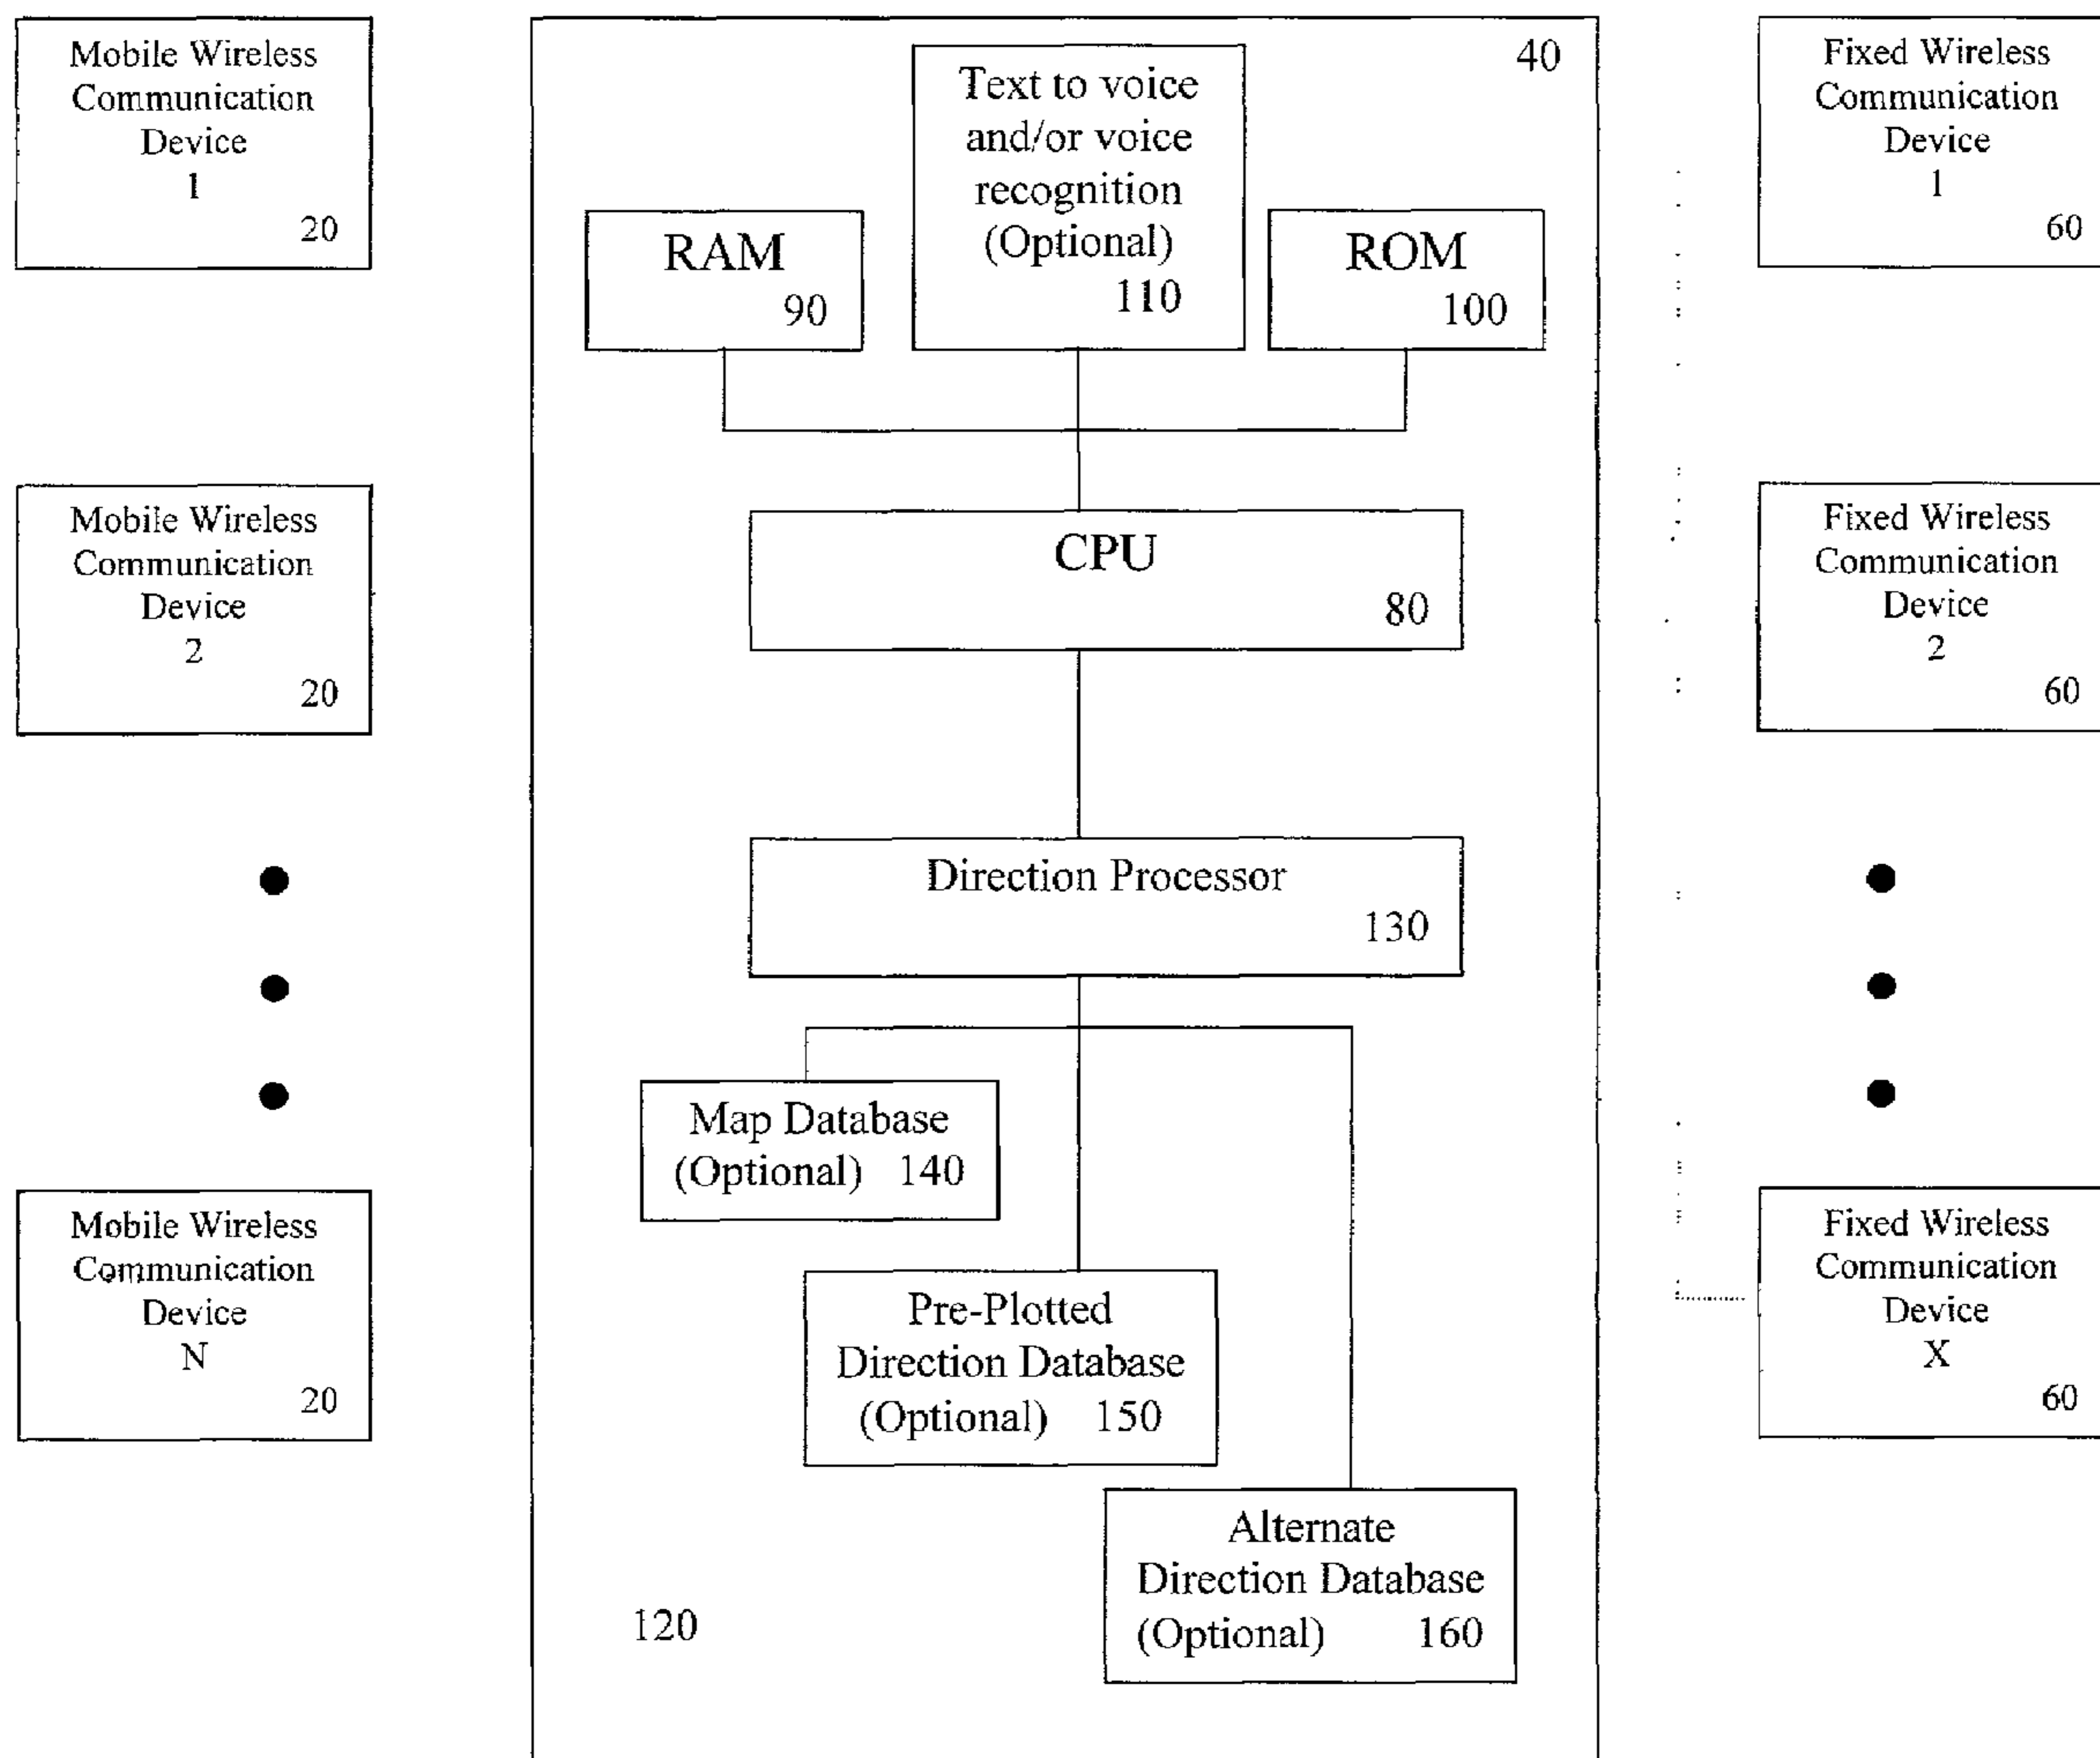 Mobile Wireless
Communication
Device
1
20
Mobile Wireless
Communication
Device
2
20
Mobile Wireless
Communication
Device
N
20
40
Text to voice
and/or voice
recognition
(Optional)
110
RAM
90
ROM
100
CPU
80
Direction Processor
130
Map Database
(Optional) 140
Pre-Plotted
Direction Database
(Optional) 150
Alternate
Direction Database
(Optional) 160
120
Fixed Wireless
Communication
Device
1
60
Fixed Wireless
Communication
Device
2
60
Fixed Wireless
Communication
Device
X
60